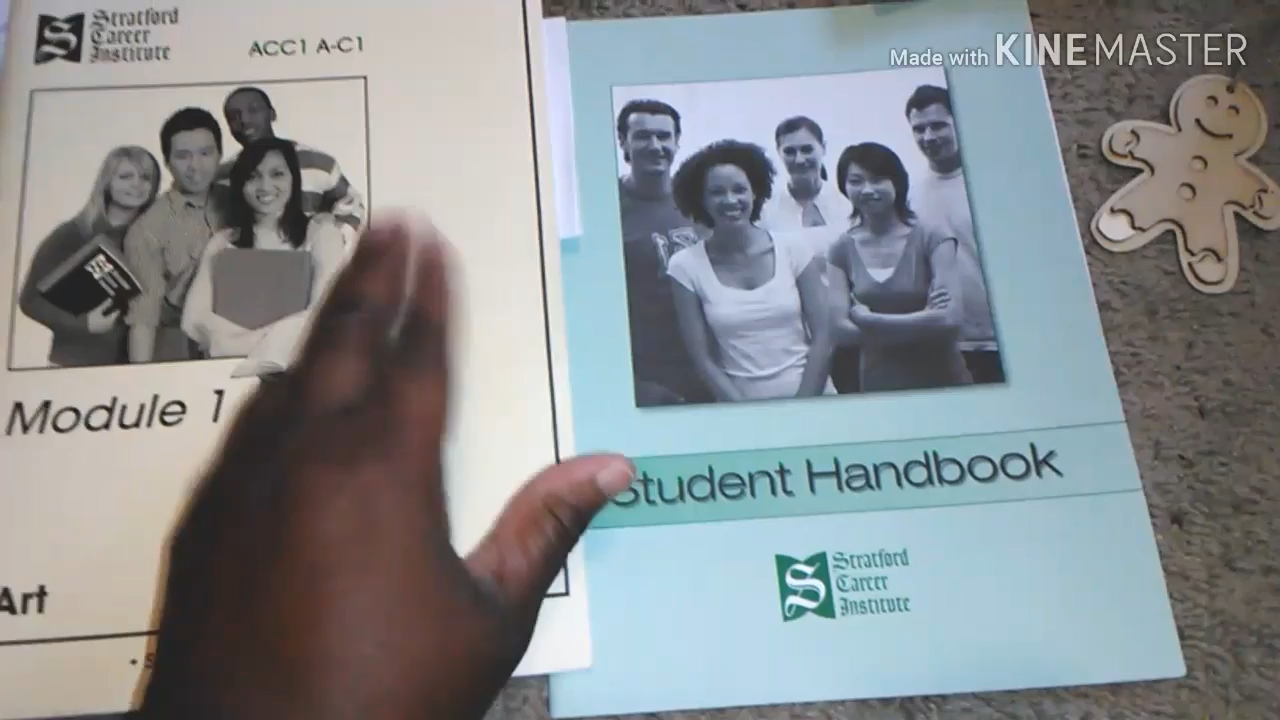 Stratford
Career
Institute
ACC1 A-C1
Module 1
Art
Made with KINEMASTER
Student Handbook
Stratford
Career
Institute